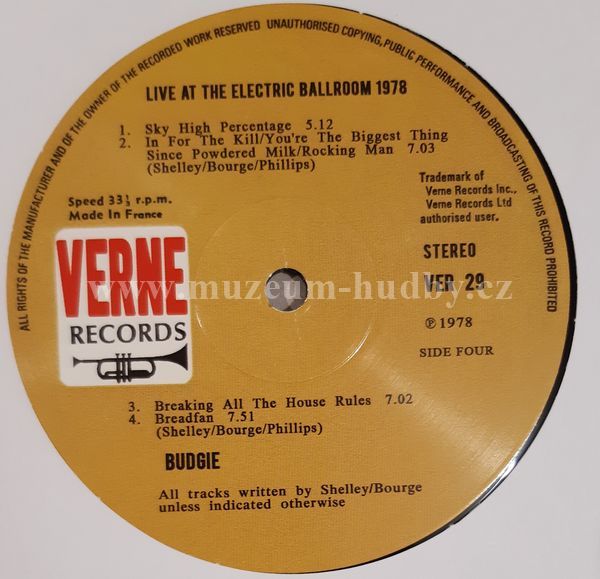 ALL RIGHTS OF THE MANUFACTURER AND OF THE OWNER OF THE RECORDED WORK RESERVED UNAUTHORISED COPYING, PUBLIC PERFORMANCE AND BROADCASTING OF THIS RECORD PROHIBITED
LIVE AT THE ELECTRIC BALLROOM 1978
1. Sky High Percentage 5.12
2. In For The Kill/You're The Biggest Thing
Since Powdered Milk/Rocking Man 7.03
(Shelley/Bourge/Phillips)
Speed 33⅓ r.p.m.
Made In France
Trademark of
Verne Records Inc.,
Verne Records Ltd
authorised user.
VERNE
RECORDS
STEREO
VER 29
www.muzeum-hudby.cz
℗ 1978
SIDE FOUR
3. Breaking All The House Rules 7.02
4. Breadfan 7.51
(Shelley/Bourge/Phillips)
BUDGIE
All tracks written by Shelley/Bourge
unless indicated otherwise